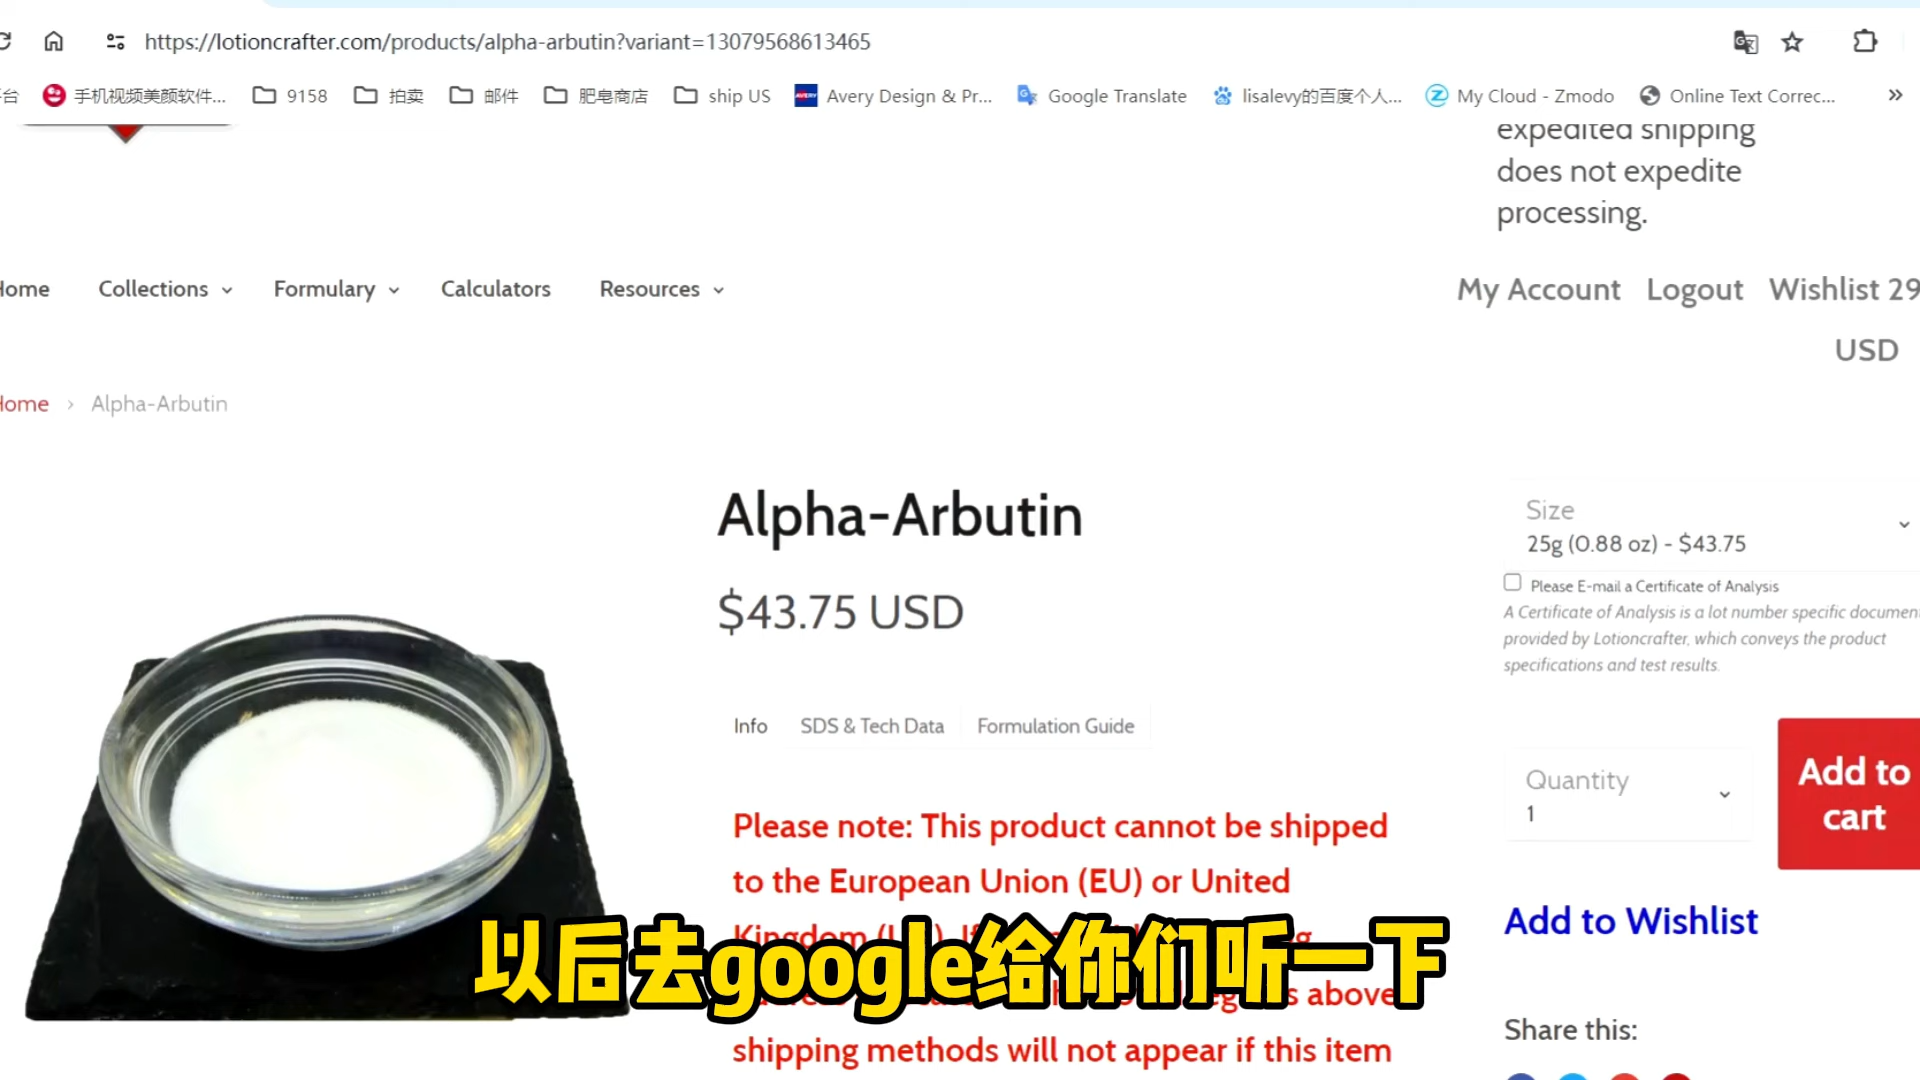 https://lotioncrafter.com/products/alpha-arbutin?variant=13079568613465
台 手机视频美颜软件... 9158 拍卖 邮件 肥皂商店 ship US Avery Design & Pr... Google Translate lisalevy的百度个人... My Cloud - Zmodo Online Text Correc... »
expedited shipping
does not expedite
processing.
Home Collections Formulary Calculators Resources My Account Logout Wishlist 29
USD
Home › Alpha-Arbutin
Alpha-Arbutin
$43.75 USD
Size
25g (0.88 oz) - $43.75
Please E-mail a Certificate of Analysis
A Certificate of Analysis is a lot number specific document
provided by Lotioncrafter, which conveys the product
specifications and test results.
Info SDS & Tech Data Formulation Guide
Quantity
1
Add to
cart
Please note: This product cannot be shipped
to the European Union (EU) or United
Kingdom
above
shipping methods will not appear if this item
以后去google给你们听一下
Add to Wishlist
Share this: